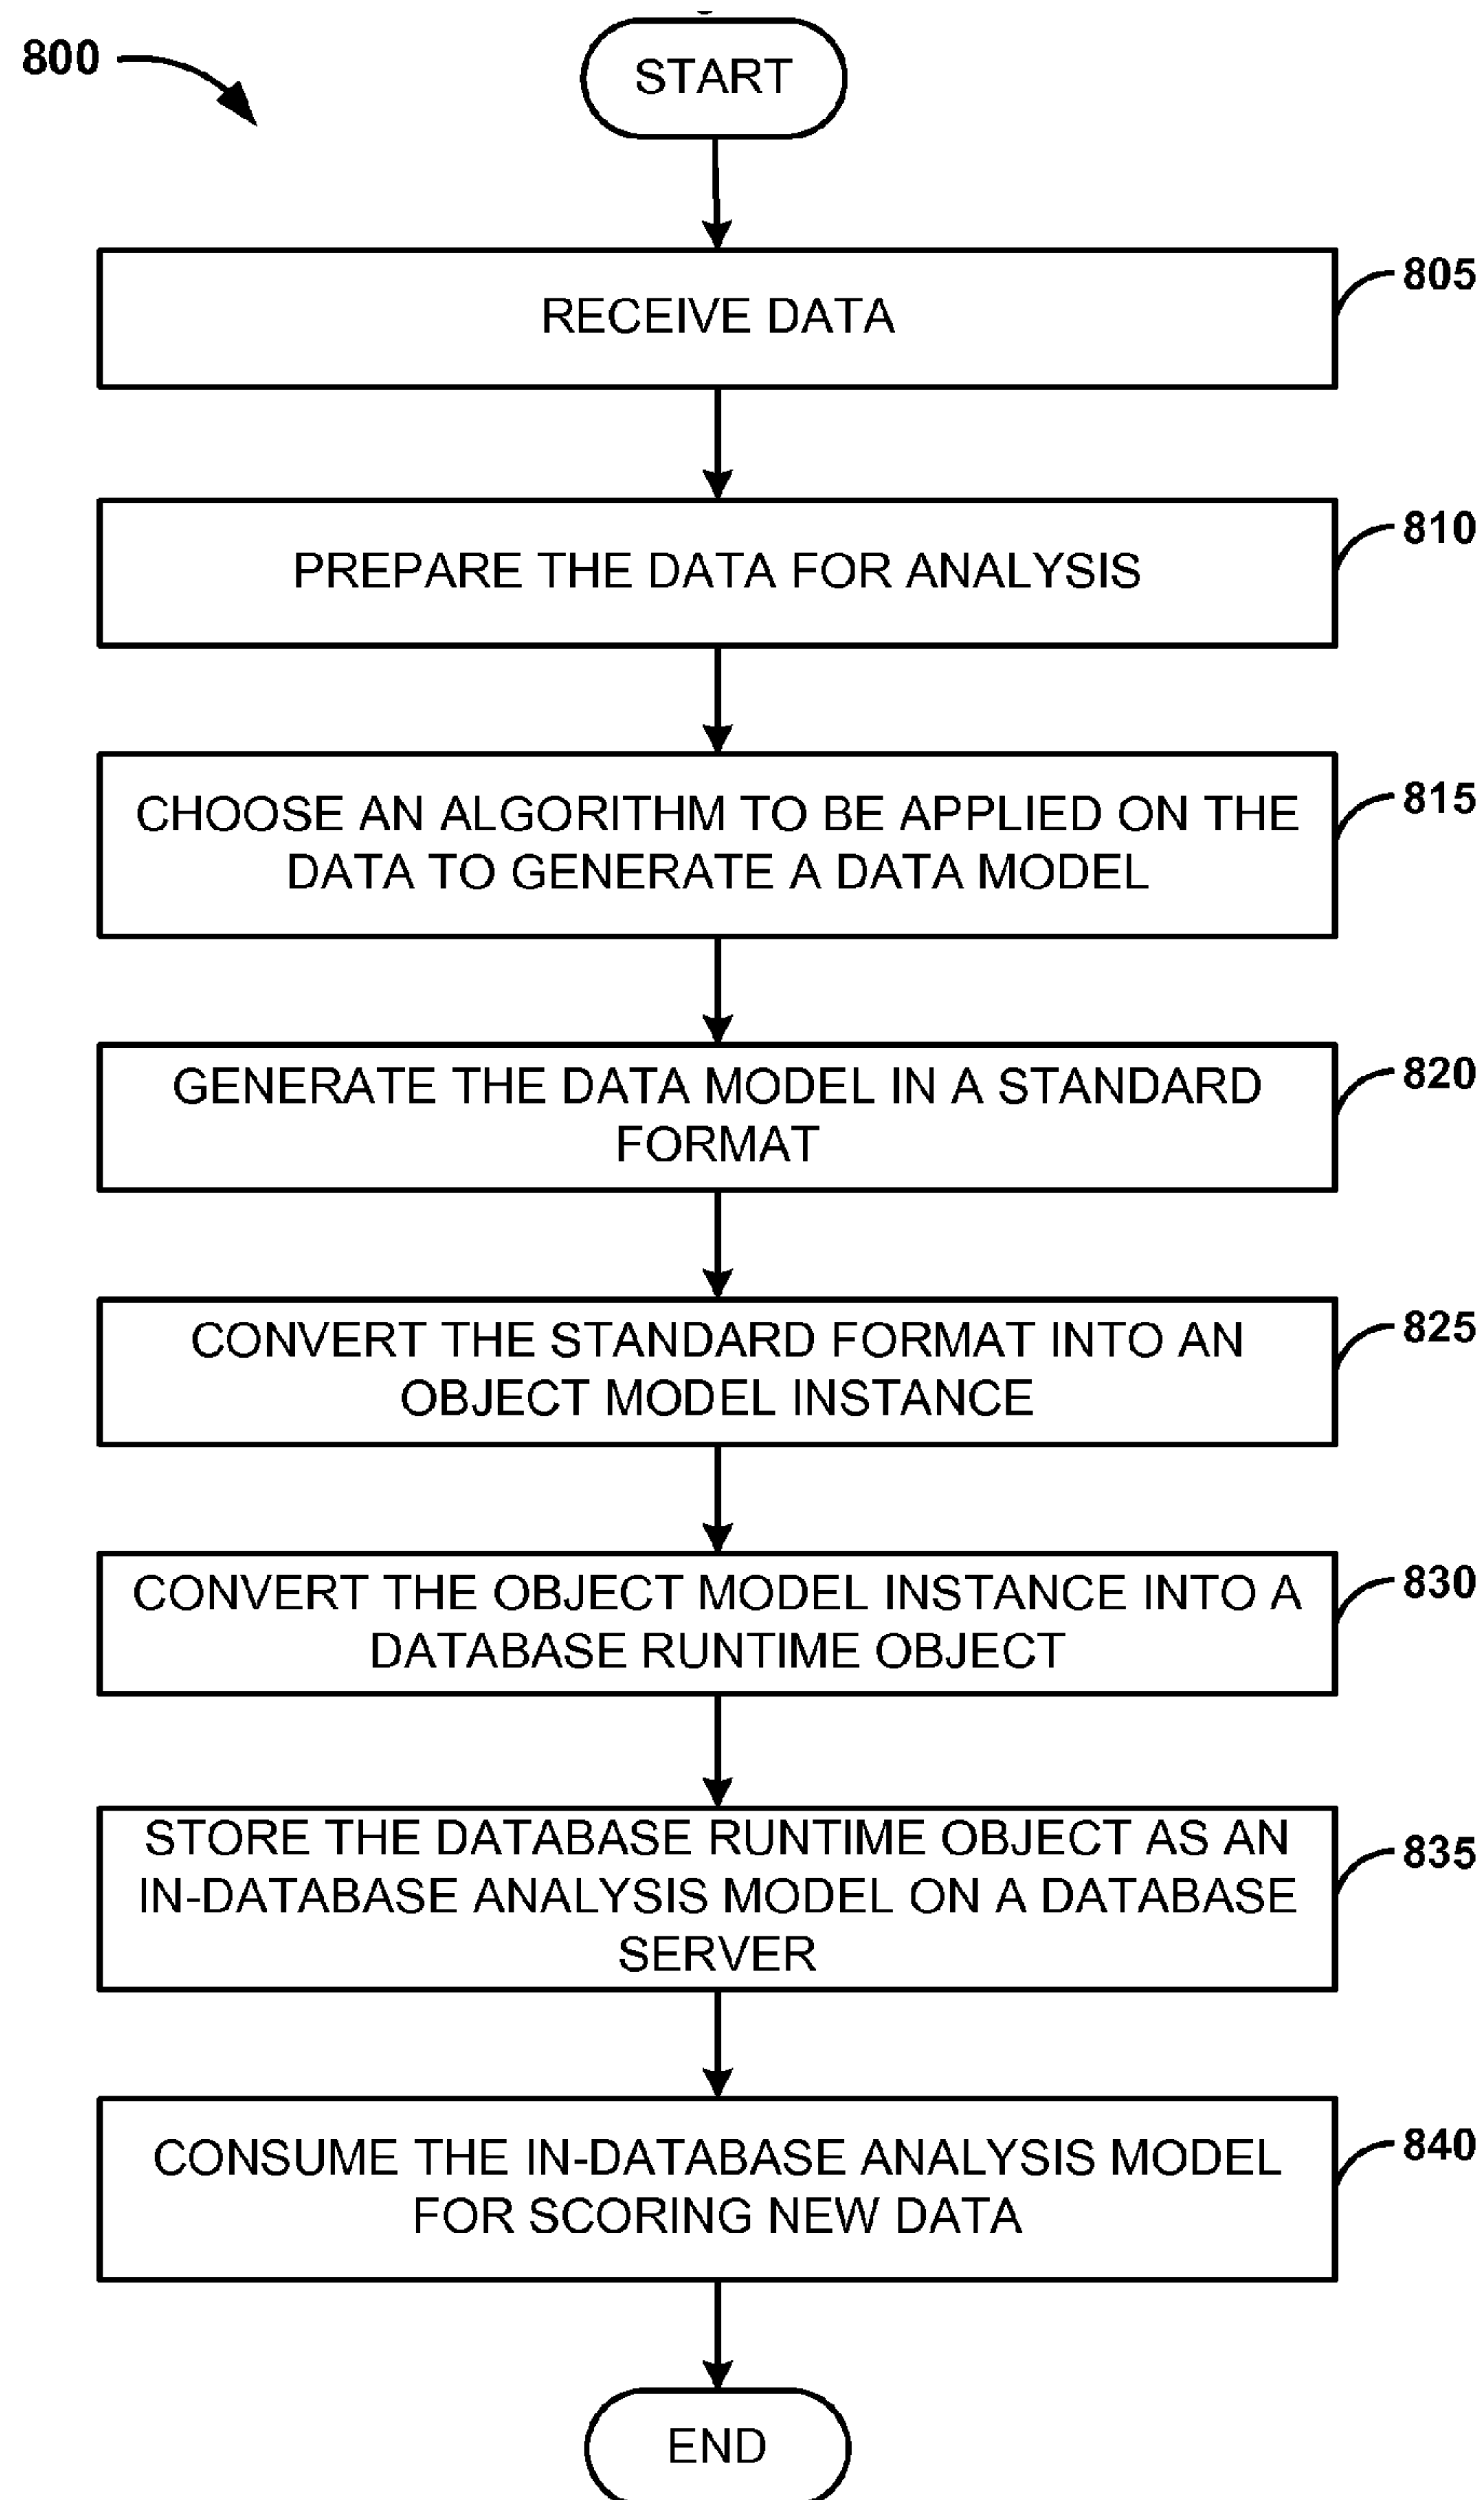 800
START
RECEIVE DATA
805
PREPARE THE DATA FOR ANALYSIS
810
CHOOSE AN ALGORITHM TO BE APPLIED ON THE
DATA TO GENERATE A DATA MODEL
815
GENERATE THE DATA MODEL IN A STANDARD
FORMAT
820
CONVERT THE STANDARD FORMAT INTO AN
OBJECT MODEL INSTANCE
825
CONVERT THE OBJECT MODEL INSTANCE INTO A
DATABASE RUNTIME OBJECT
830
STORE THE DATABASE RUNTIME OBJECT AS AN
IN-DATABASE ANALYSIS MODEL ON A DATABASE
SERVER
835
CONSUME THE IN-DATABASE ANALYSIS MODEL
FOR SCORING NEW DATA
840
END